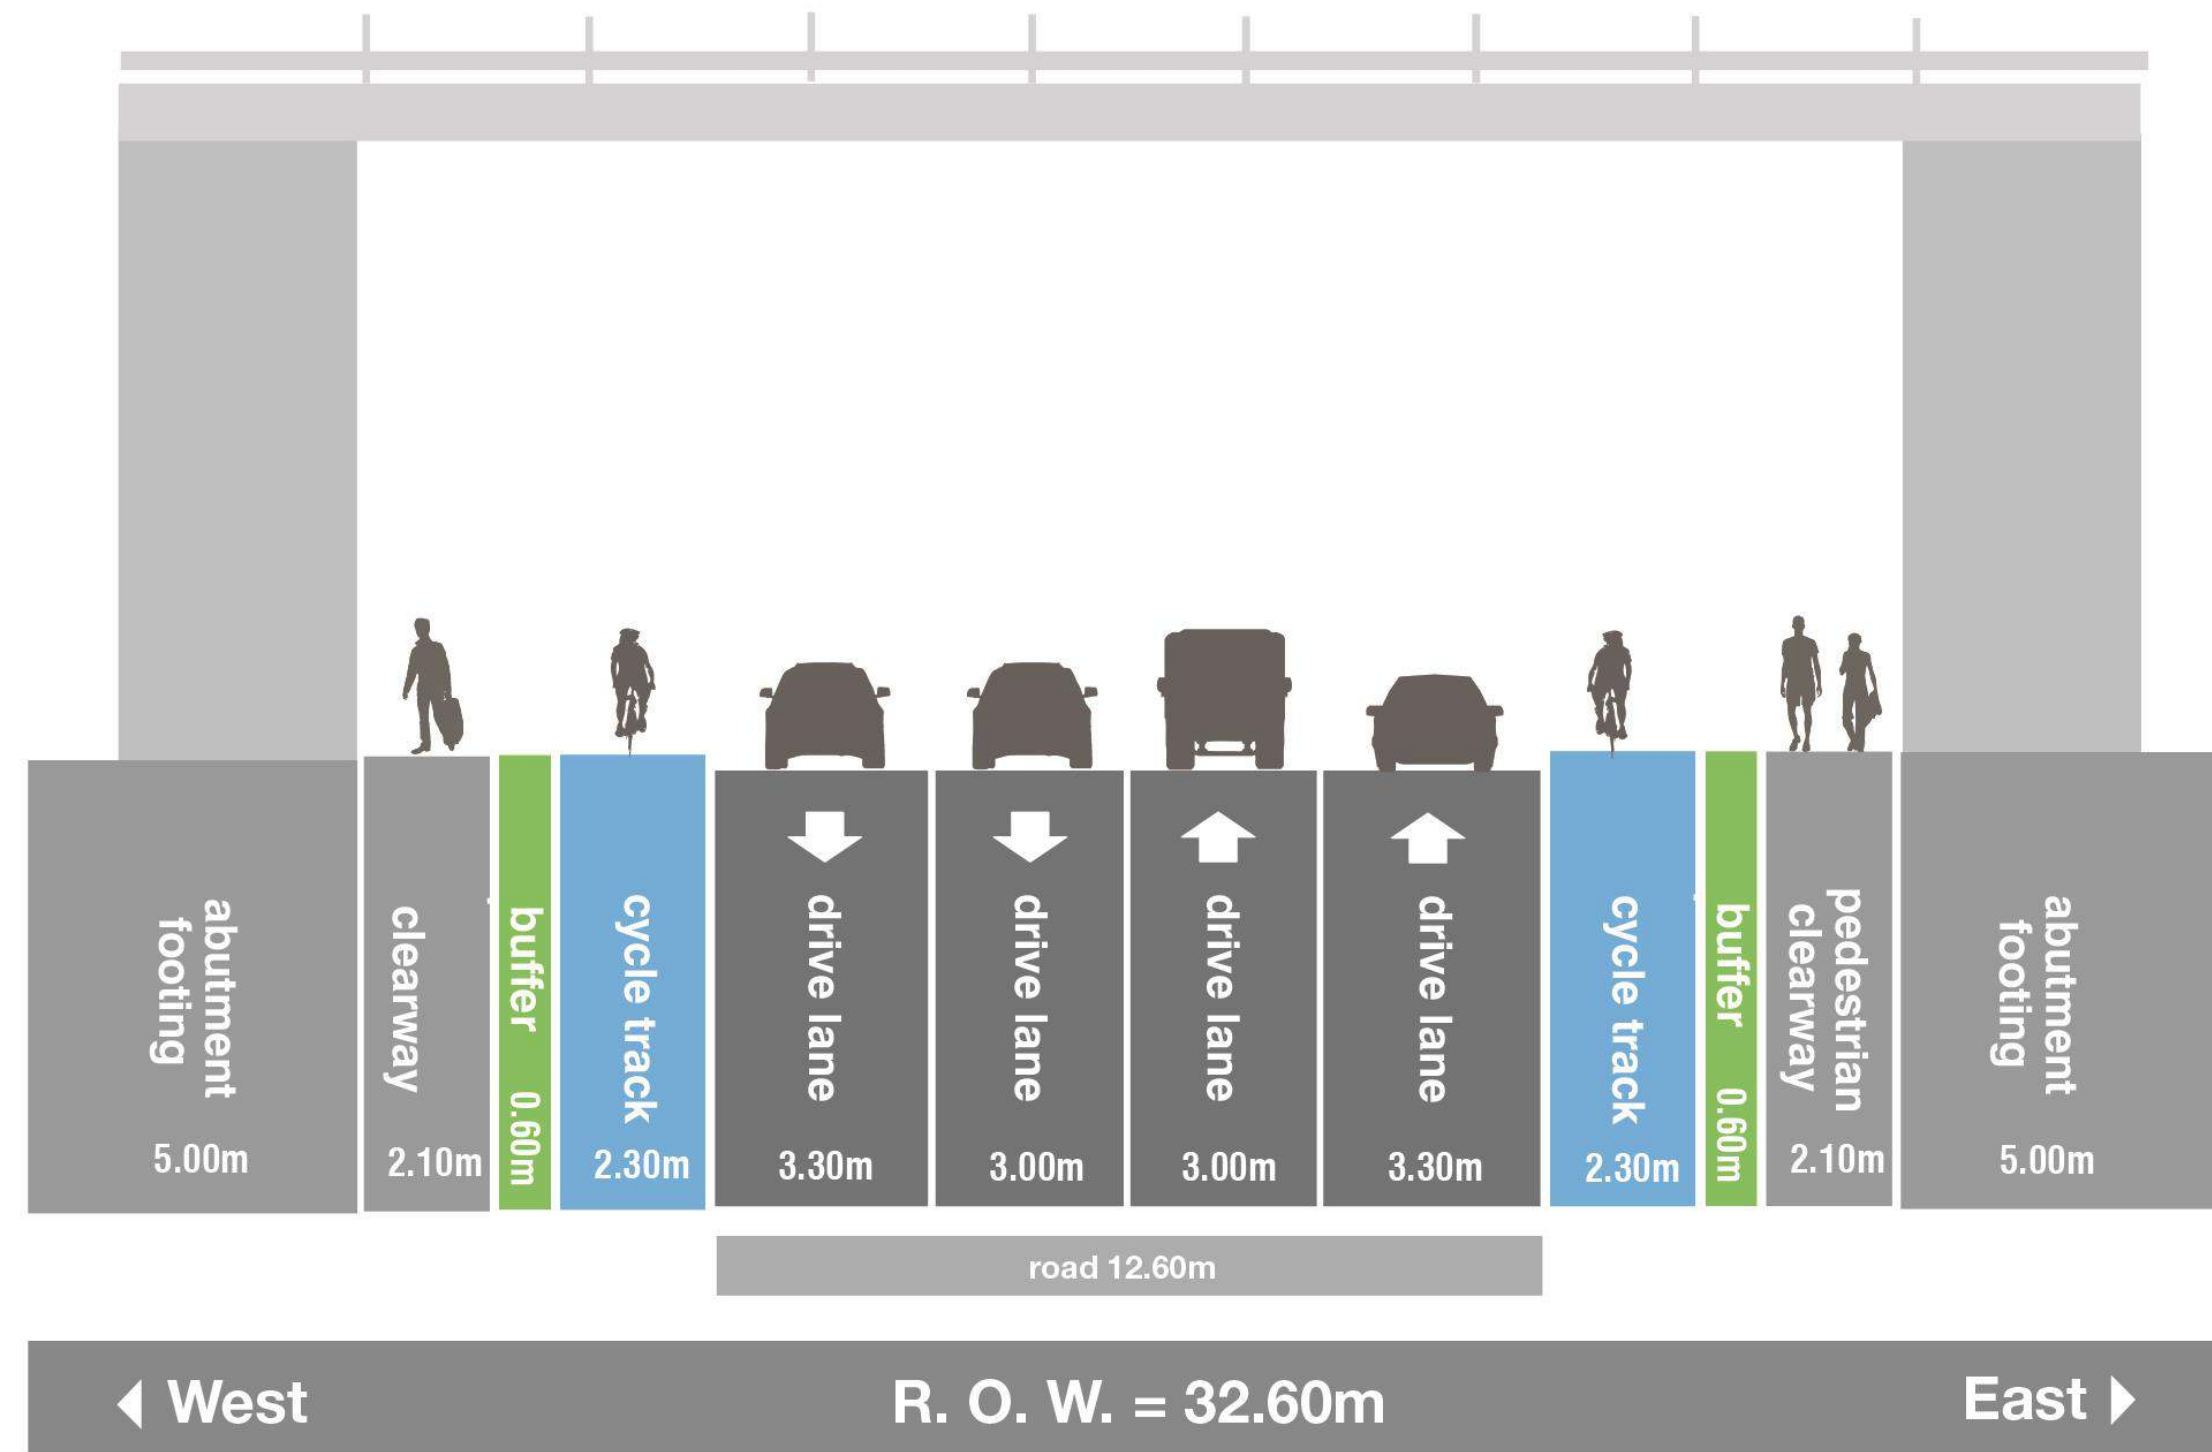 abutment
footing
5.00m
clearway
2.10m
buffer 0.60m
cycle track
2.30m
drive lane
3.30m
drive lane
3.00m
drive lane
3.00m
drive lane
3.30m
cycle track
2.30m
buffer 0.60m
pedestrian
clearway
2.10m
abutment
footing
5.00m
road 12.60m
West
R. O. W. = 32.60m
East